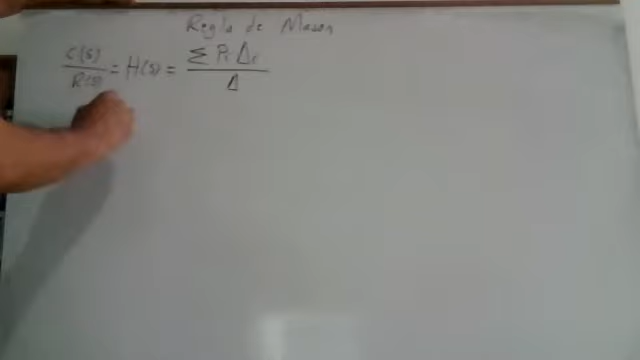 Regla de Mason
C(s)/R(s) = H(s) = Σ Pᵢ Δᵢ / Δ